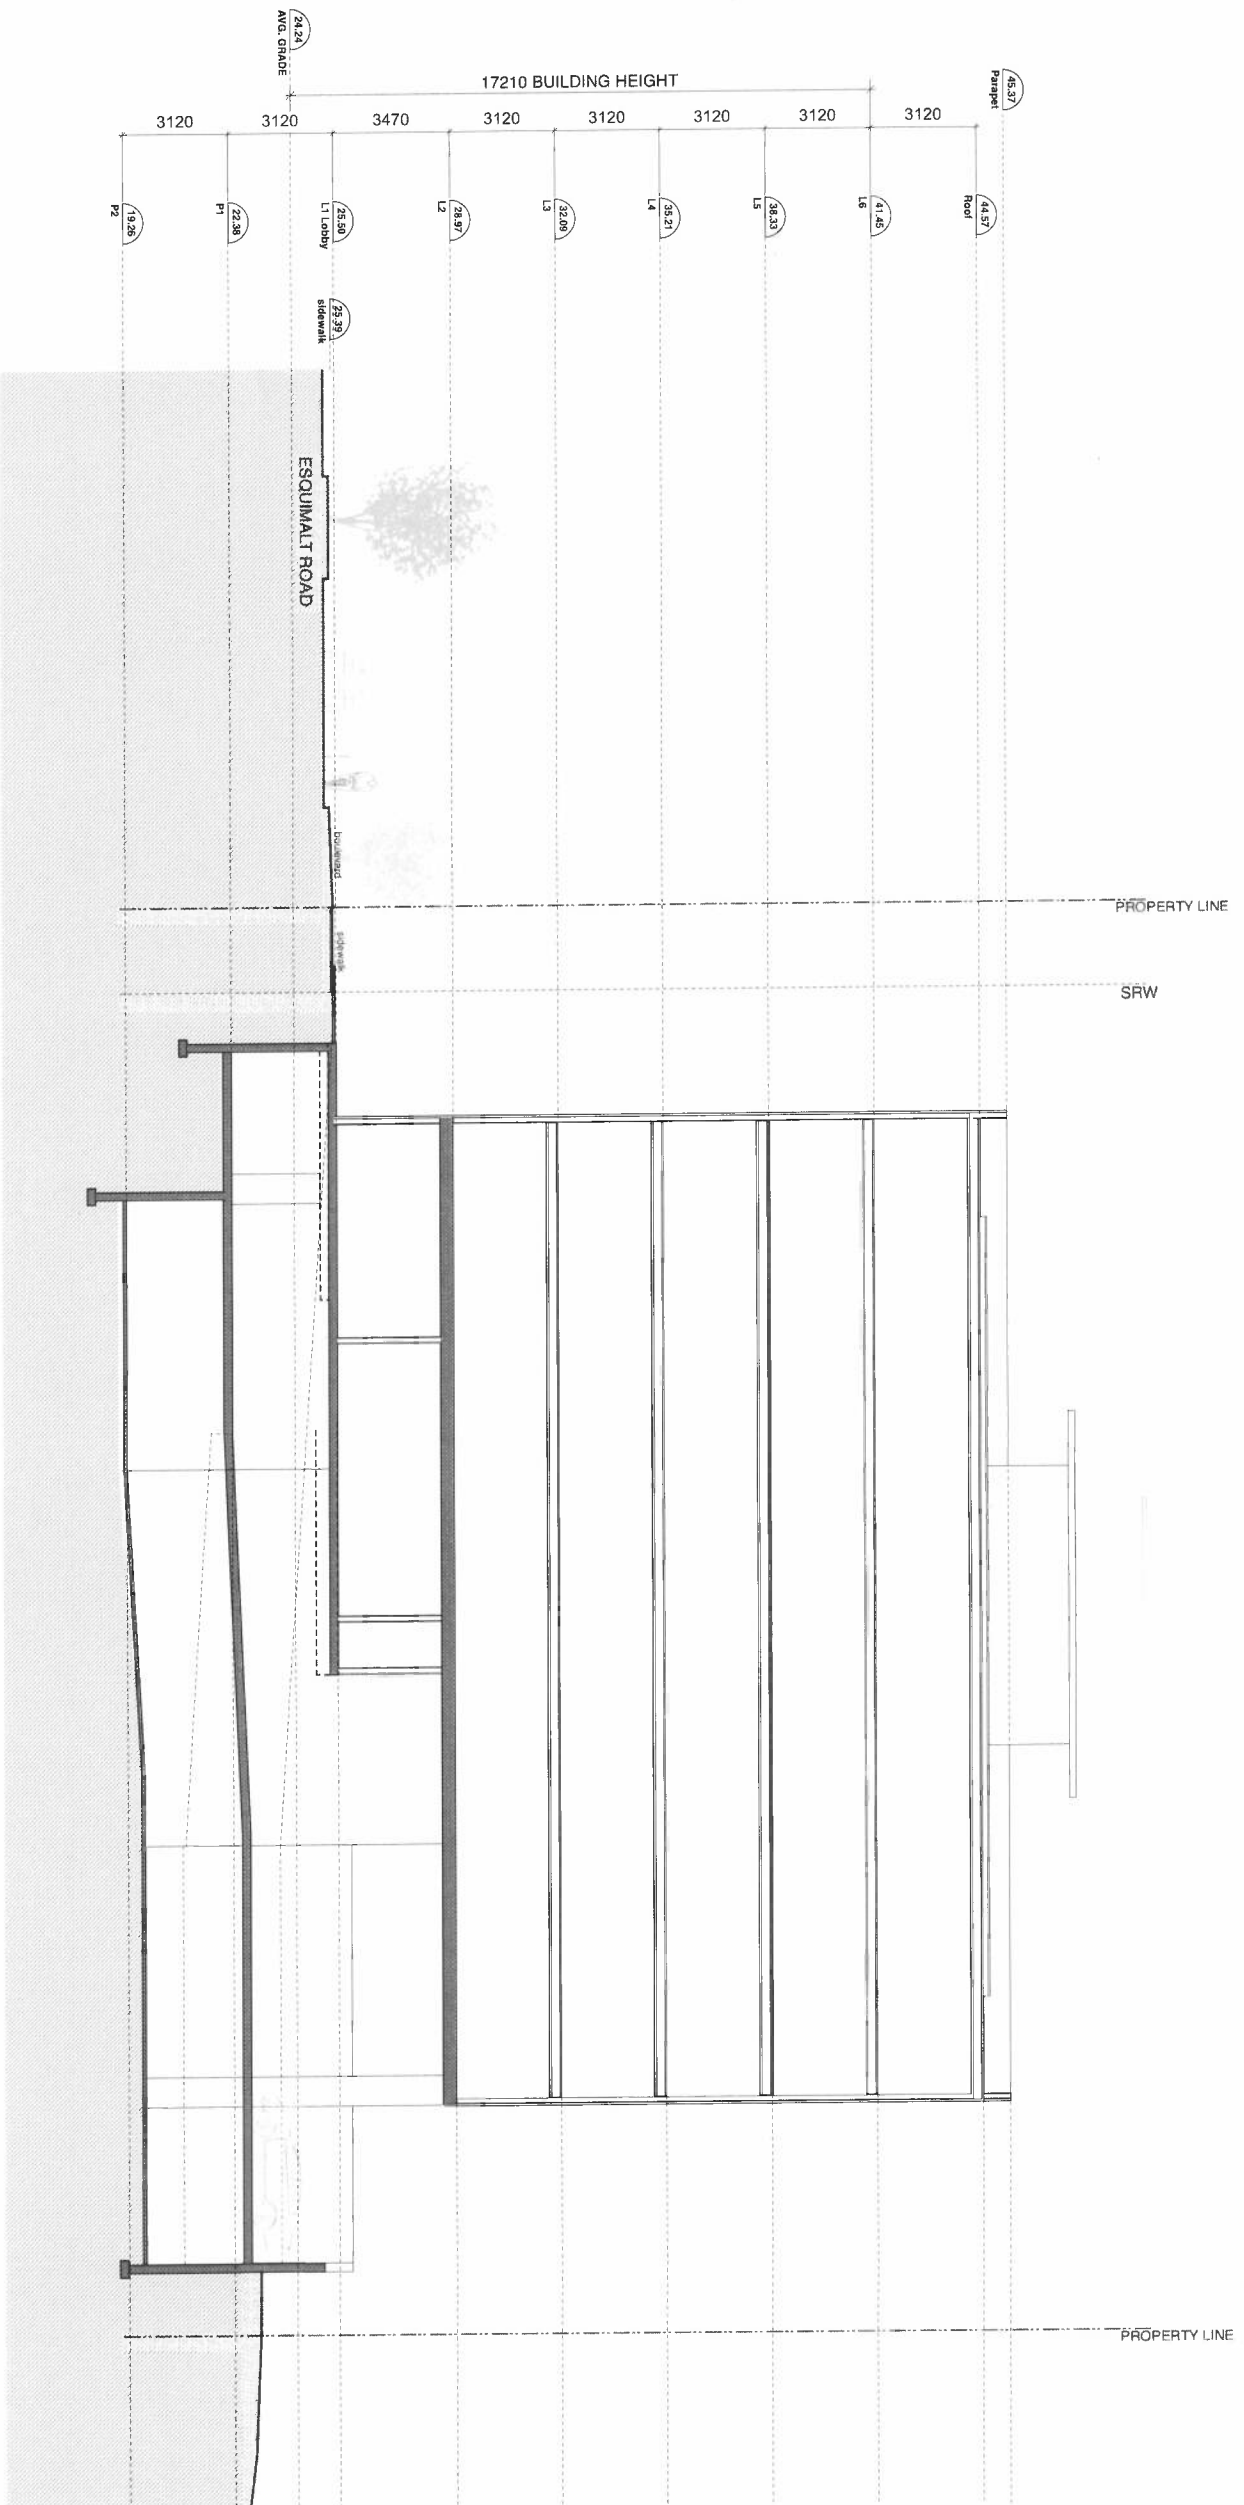 24.24
AVG. GRADE
17210 BUILDING HEIGHT
45.37
Parapet
3120
3120
3470
3120
3120
3120
3120
3120
19.26
P2
22.38
P1
25.50
L1 Lobby
28.97
L2
32.09
L3
35.21
L4
38.33
L5
41.45
L6
44.57
Roof
25.39
sidewalk
ESQUIMALT ROAD
boulevard
PROPERTY LINE
sidewalk
SRW
PROPERTY LINE